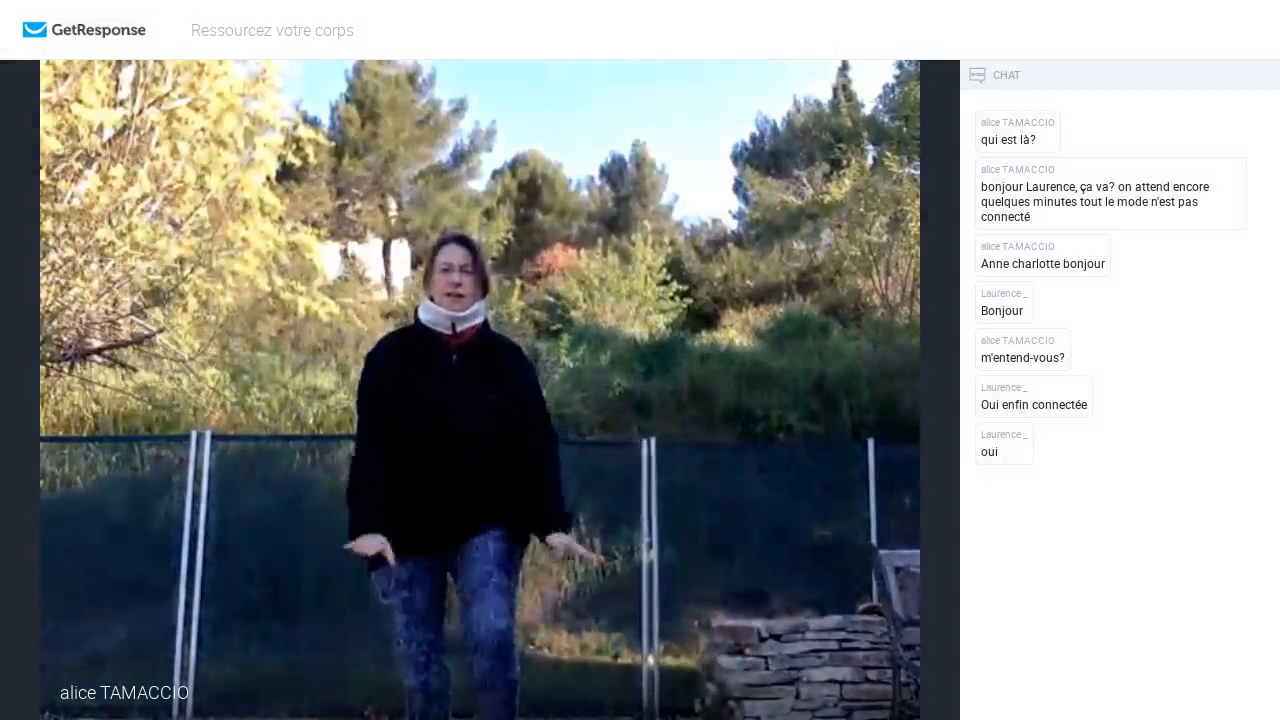 GetResponse
Ressourcez votre corps
CHAT
alice TAMACCIO
qui est là?
alice TAMACCIO
bonjour Laurence, ça va? on attend encore
quelques minutes tout le mode n'est pas
connecté
alice TAMACCIO
Anne charlotte bonjour
Laurence _
Bonjour
alice TAMACCIO
m'entend-vous?
Laurence _
Oui enfin connectée
Laurence _
oui
alice TAMACCIO